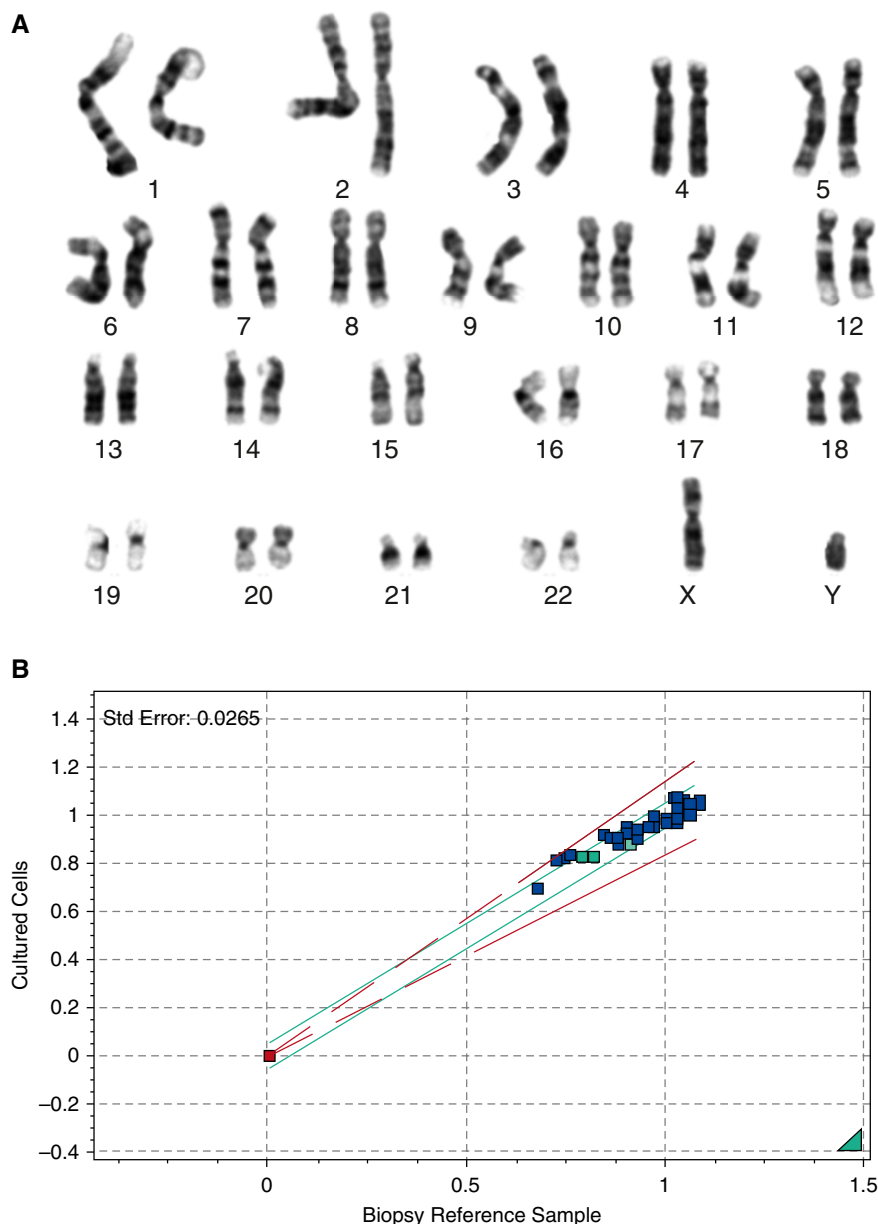 A
1 2 3 4 5
6 7 8 9 10 11 12
13 14 15 16 17 18
19 20 21 22 X Y
B
Std Error: 0.0265
1.4
1.2
1
0.8
0.6
0.4
0.2
0
–0.2
–0.4
Cultured Cells
0 0.5 1 1.5
Biopsy Reference Sample